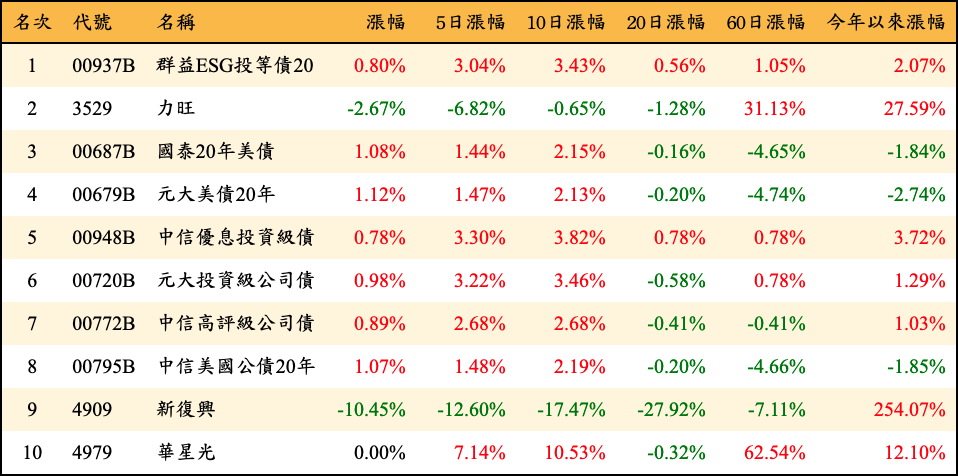 名次 代號 名稱 漲幅 5日漲幅 10日漲幅 20日漲幅 60日漲幅 今年以來漲幅
1 00937B 群益ESG投等債20 0.80% 3.04% 3.43% 0.56% 1.05% 2.07%
2 3529 力旺 -2.67% -6.82% -0.65% -1.28% 31.13% 27.59%
3 00687B 國泰20年美債 1.08% 1.44% 2.15% -0.16% -4.65% -1.84%
4 00679B 元大美債20年 1.12% 1.47% 2.13% -0.20% -4.74% -2.74%
5 00948B 中信優息投資級債 0.78% 3.30% 3.82% 0.78% 0.78% 3.72%
6 00720B 元大投資級公司債 0.98% 3.22% 3.46% -0.58% 0.78% 1.29%
7 00772B 中信高評級公司債 0.89% 2.68% 2.68% -0.41% -0.41% 1.03%
8 00795B 中信美國公債20年 1.07% 1.48% 2.19% -0.20% -4.66% -1.85%
9 4909 新復興 -10.45% -12.60% -17.47% -27.92% -7.11% 254.07%
10 4979 華星光 0.00% 7.14% 10.53% -0.32% 62.54% 12.10%